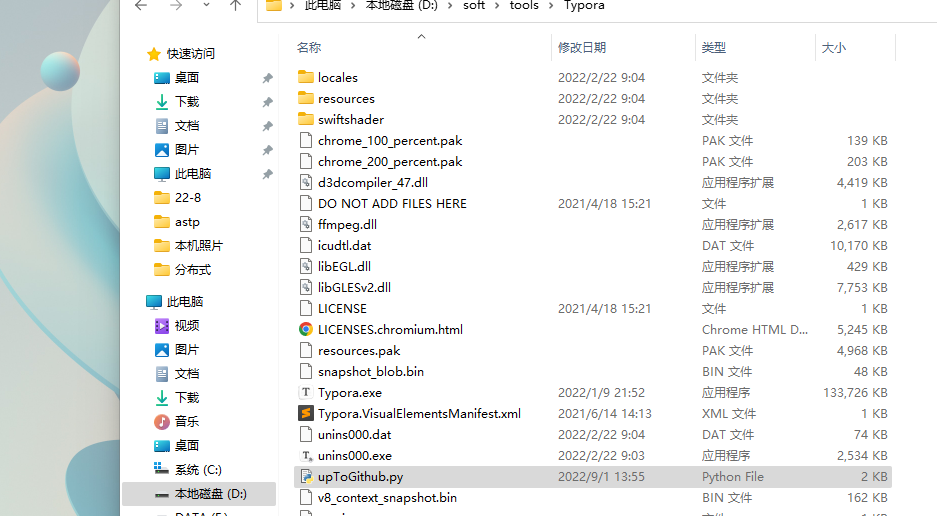 此电脑 本地磁盘 (D:) soft tools Typora
名称 修改日期 类型 大小
快速访问
桌面
下载
文档
图片
此电脑
22-8
astp
本机照片
分布式
此电脑
视频
图片
文档
下载
音乐
桌面
系统 (C:)
本地磁盘 (D:)
DATA (E:)
locales 2022/2/22 9:04 文件夹
resources 2022/2/22 9:04 文件夹
swiftshader 2022/2/22 9:04 文件夹
chrome_100_percent.pak PAK 文件 139 KB
chrome_200_percent.pak PAK 文件 203 KB
d3dcompiler_47.dll 应用程序扩展 4,419 KB
DO NOT ADD FILES HERE 2021/4/18 15:21 文件 1 KB
ffmpeg.dll 应用程序扩展 2,617 KB
icudtl.dat DAT 文件 10,170 KB
libEGL.dll 应用程序扩展 429 KB
libGLESv2.dll 应用程序扩展 7,753 KB
LICENSE 2021/4/18 15:21 文件 1 KB
LICENSES.chromium.html Chrome HTML D... 5,245 KB
resources.pak PAK 文件 4,968 KB
snapshot_blob.bin BIN 文件 48 KB
Typora.exe 2022/1/9 21:52 应用程序 133,726 KB
Typora.VisualElementsManifest.xml 2021/6/14 14:13 XML 文件 1 KB
unins000.dat 2022/2/22 9:04 DAT 文件 74 KB
unins000.exe 2022/2/22 9:03 应用程序 2,534 KB
upToGithub.py 2022/9/1 13:55 Python File 2 KB
v8_context_snapshot.bin BIN 文件 162 KB